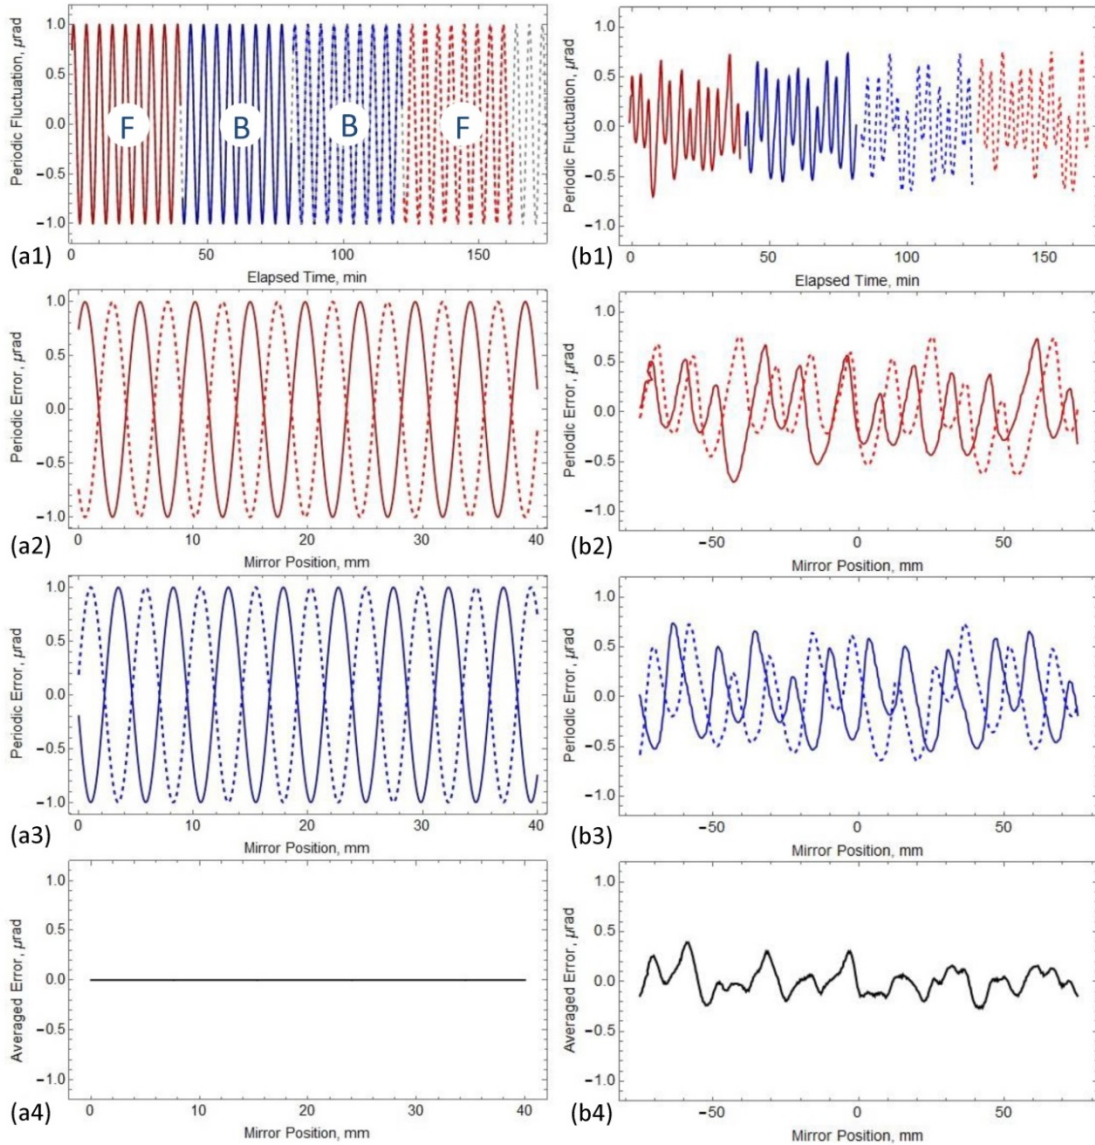 Periodic Fluctuation, μrad
1.0
0.5
0.0
−0.5
−1.0
F
B
B
F
(a1)
0
50
100
150
Elapsed Time, min
Periodic Fluctuation, μrad
1.0
0.5
0.0
−0.5
−1.0
(b1)
0
50
100
150
Elapsed Time, min
Periodic Error, μrad
1.0
0.5
0.0
−0.5
−1.0
(a2)
0
10
20
30
40
Mirror Position, mm
Periodic Error, μrad
1.0
0.5
0.0
−0.5
−1.0
(b2)
−50
0
50
Mirror Position, mm
Periodic Error, μrad
1.0
0.5
0.0
−0.5
−1.0
(a3)
0
10
20
30
40
Mirror Position, mm
Periodic Error, μrad
1.0
0.5
0.0
−0.5
−1.0
(b3)
−50
0
50
Mirror Position, mm
Averaged Error, μrad
1.0
0.5
0.0
−0.5
−1.0
(a4)
0
10
20
30
40
Mirror Position, mm
Averaged Error, μrad
1.0
0.5
0.0
−0.5
−1.0
(b4)
−50
0
50
Mirror Position, mm